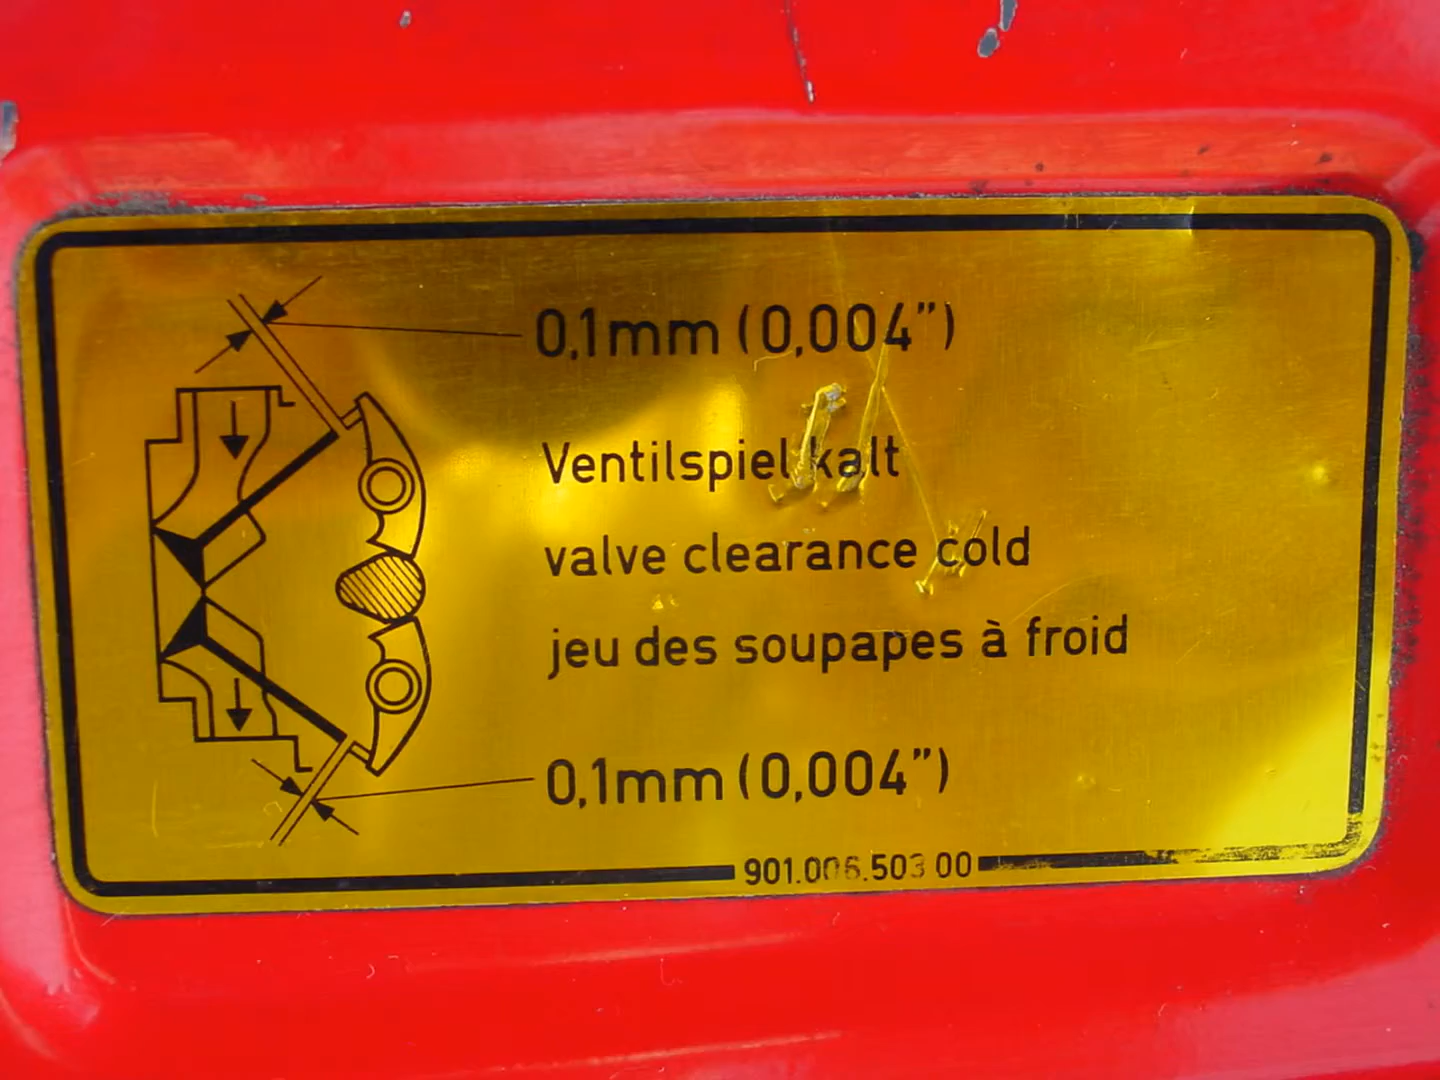 0,1mm (0,004”)
Ventilspiel kalt
valve clearance cold
jeu des soupapes à froid
0,1mm (0,004”)
901.006.503 00